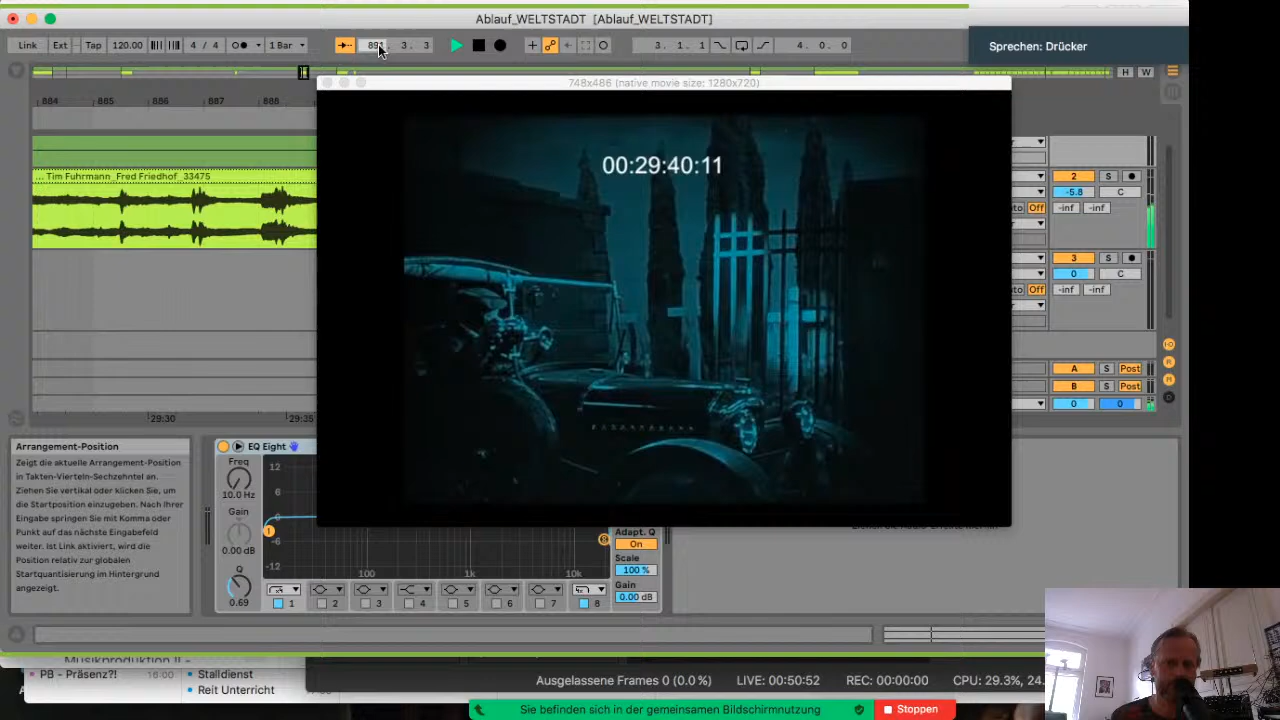 Ablauf_WELTSTADT [Ablauf_WELTSTADT]
Link Ext Tap 120.00 4 / 4 1 Bar 3. 3 3. 1. 1 4. 0. 0
Sprechen: Drücker
H W
748x486 (native movie size: 1280x720)
884 885 886 887 888
00:29:40:11
... Tim Fuhrmann_Fred Friedhof_33475
2 S
-5.8 C
Off -inf -inf
3 S
0 C
Off -inf -inf
A S Post
B S Post
0 0
29:30 29:35
Arrangement-Position
Zeigt die aktuelle Arrangement-Position
in Takten-Vierteln-Sechzehntel an.
Ziehen Sie vertikal oder klicken Sie, um
die Startposition einzugeben. Nach Ihrer
Eingabe springen Sie mit Komma oder
Punkt auf das nächste Eingabefeld
weiter. Ist Link aktiviert, wird die
Position relativ zur globalen
Startquantisierung im Hintergrund
angezeigt.
EQ Eight
Freq
10.0 Hz
Gain
0.00 dB
Q
0.69
12
6
-6
-12
100 1k 10k
1 2 3 4 5 6 7 8
Adapt. Q
On
Scale
100 %
Gain
0.00 dB
Musikproduktion II -
PB - Präsenz?! 16:00
Stalldienst
Reit Unterricht
Ausgelassene Frames 0 (0.0 %) LIVE: 00:50:52 REC: 00:00:00 CPU: 29.3%, 24.
Sie befinden sich in der gemeinsamen Bildschirmnutzung
Stoppen